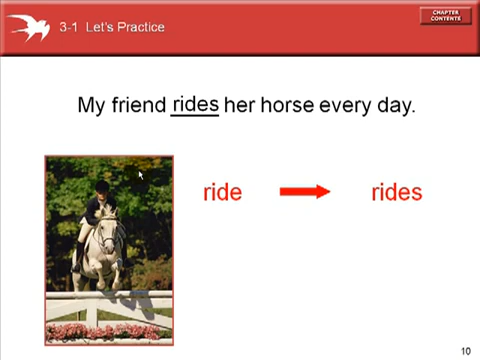 3-1 Let's Practice
CHAPTER
CONTENTS
My friend rides her horse every day.
ride rides
10